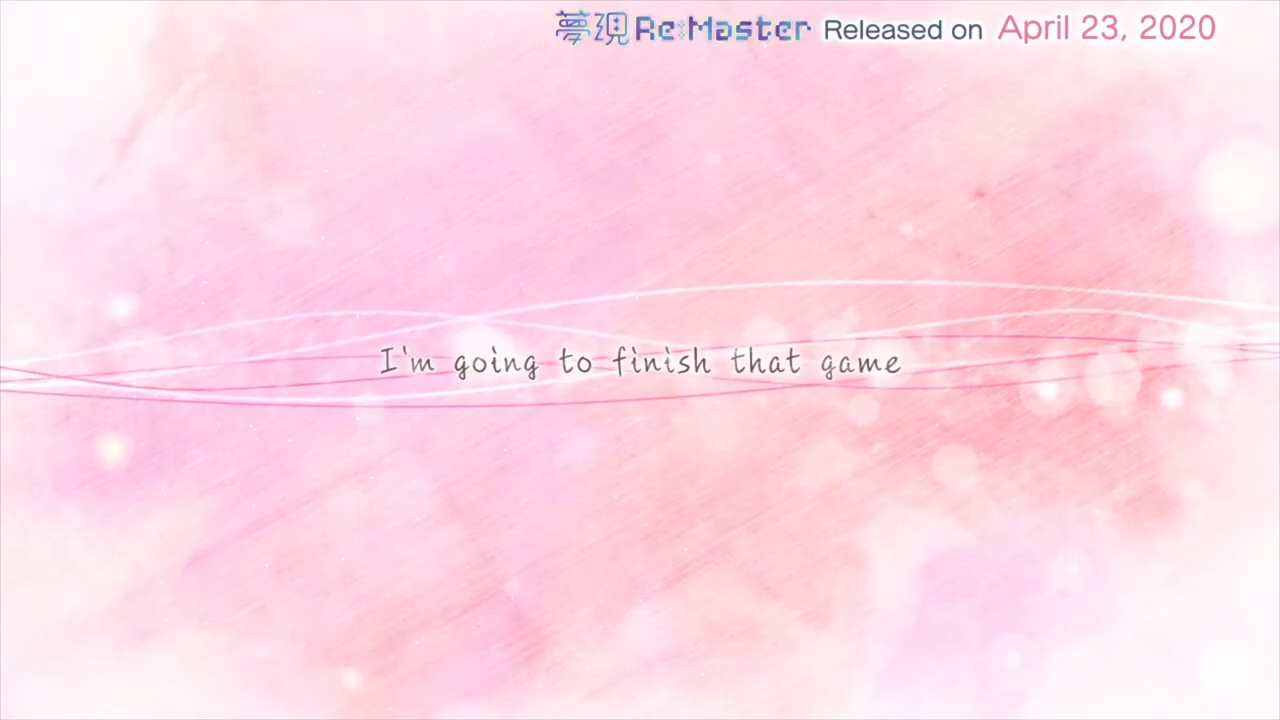 夢現Re:Master Released on April 23, 2020
I'm going to finish that game